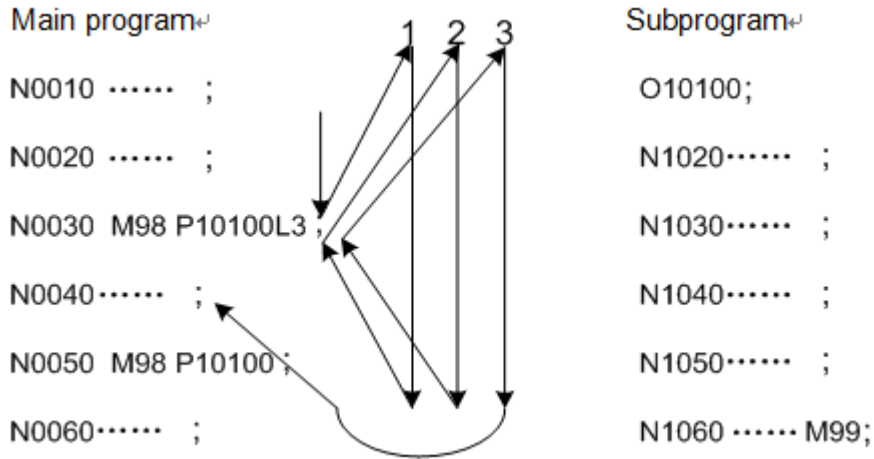 Main program↵
N0010 ······ ;
N0020 ······ ;
N0030 M98 P10100L3 ;
N0040······ ;
N0050 M98 P10100 ;
N0060······ ;
1 2 3
Subprogram↵
O10100;
N1020······ ;
N1030······ ;
N1040······ ;
N1050······ ;
N1060 ······ M99;